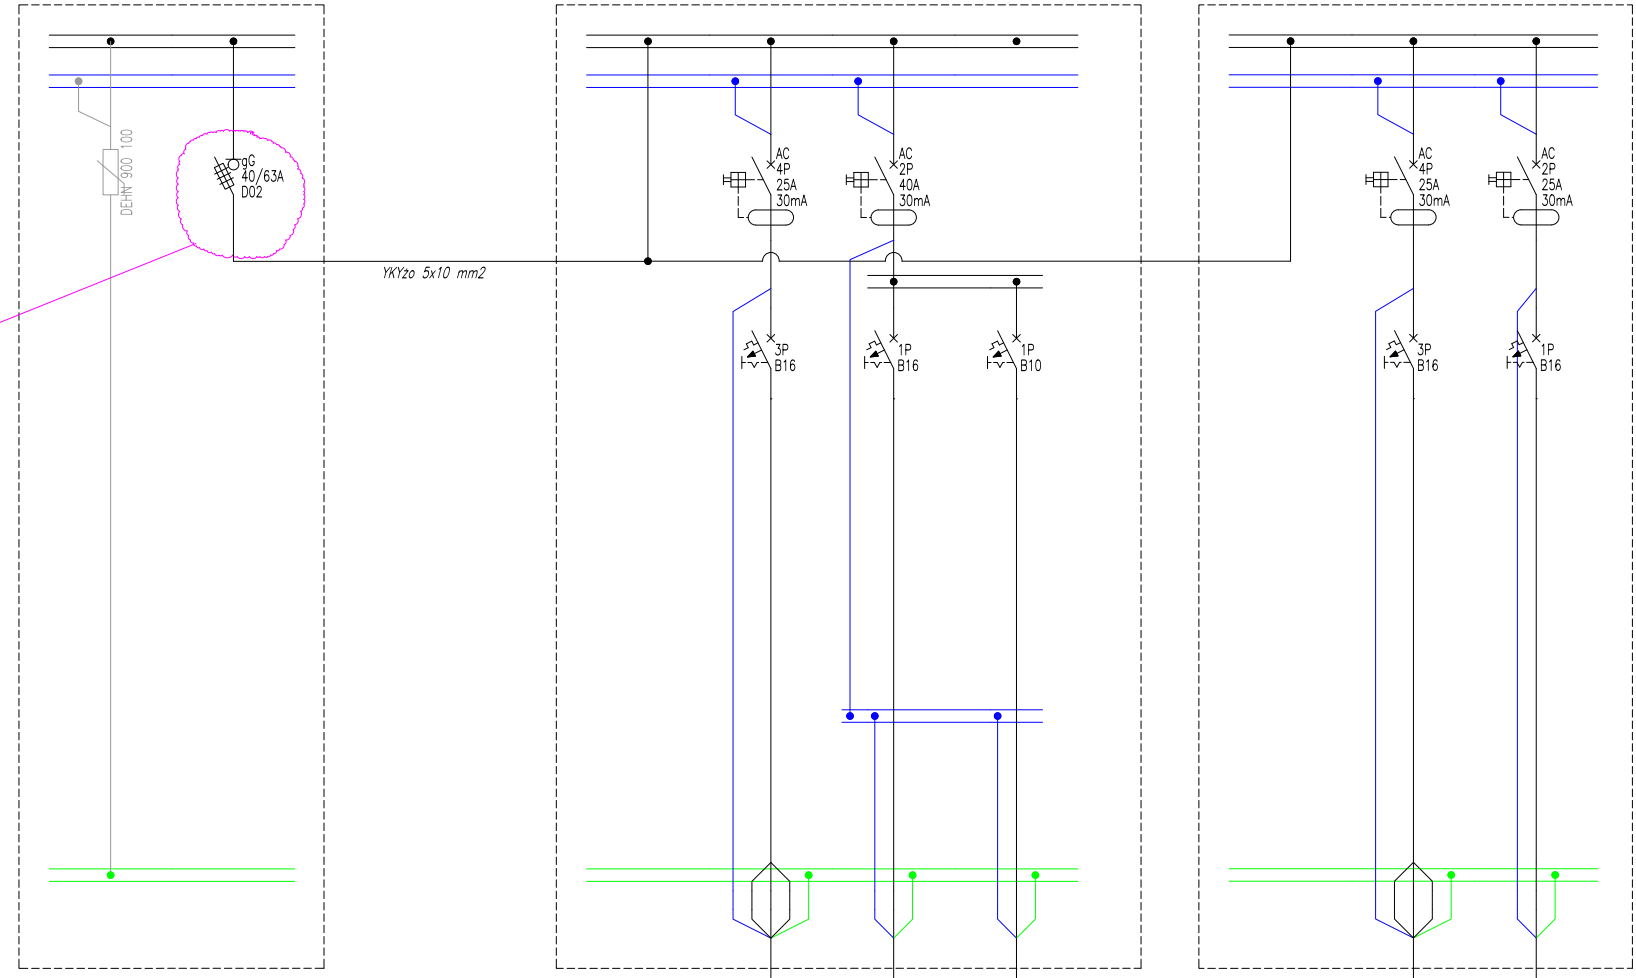 DEHN 900 100
gG
40/63A
D02
YKYżo 5x10 mm2
AC
4P
25A
30mA
AC
2P
40A
30mA
3P
B16
1P
B16
1P
B10
AC
4P
25A
30mA
AC
2P
25A
30mA
3P
B16
1P
B16